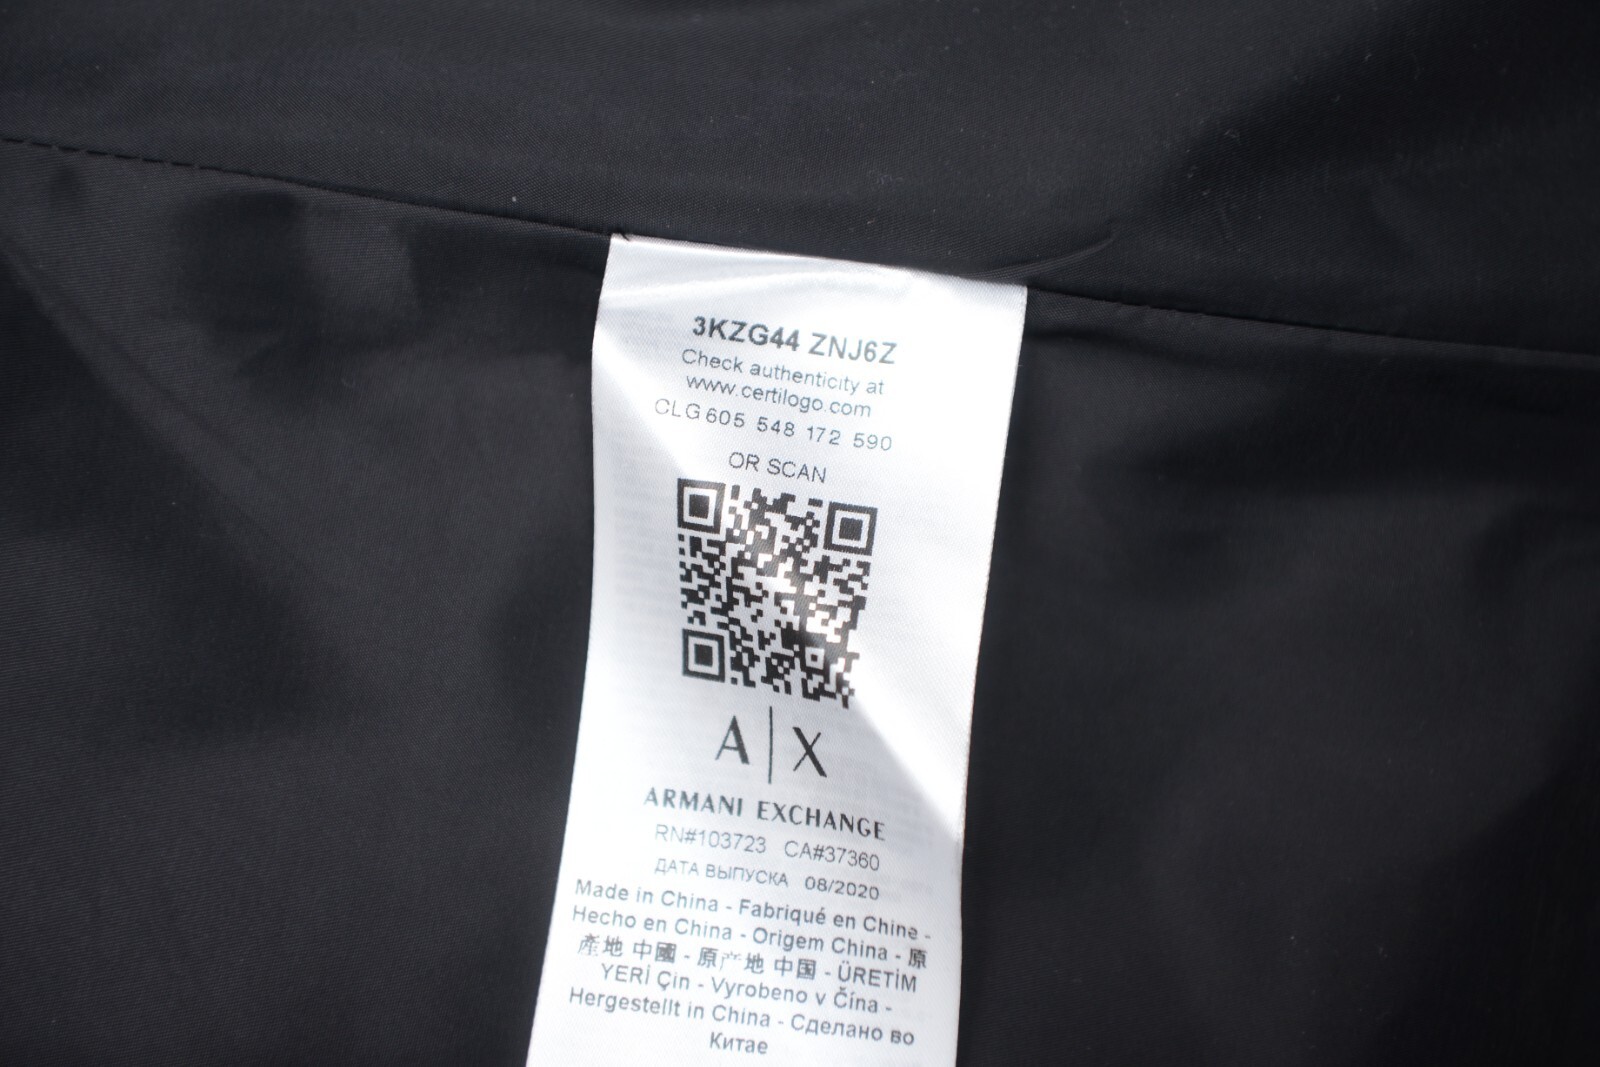 3KZG44 ZNJ6Z
Check authenticity at
www.certilogo.com
CLG 605 548 172 590
OR SCAN
A|X
ARMANI EXCHANGE
RN#103723 CA#37360
ДАТА ВЫПУСКА 08/2020
Made in China - Fabriqué en Chine -
Hecho en China - Origem China - 原
產地 中國 - 原产地 中国 - ÜRETİM
YERİ Çin - Vyrobeno v Čína -
Hergestellt in China - Сделано во
Китае